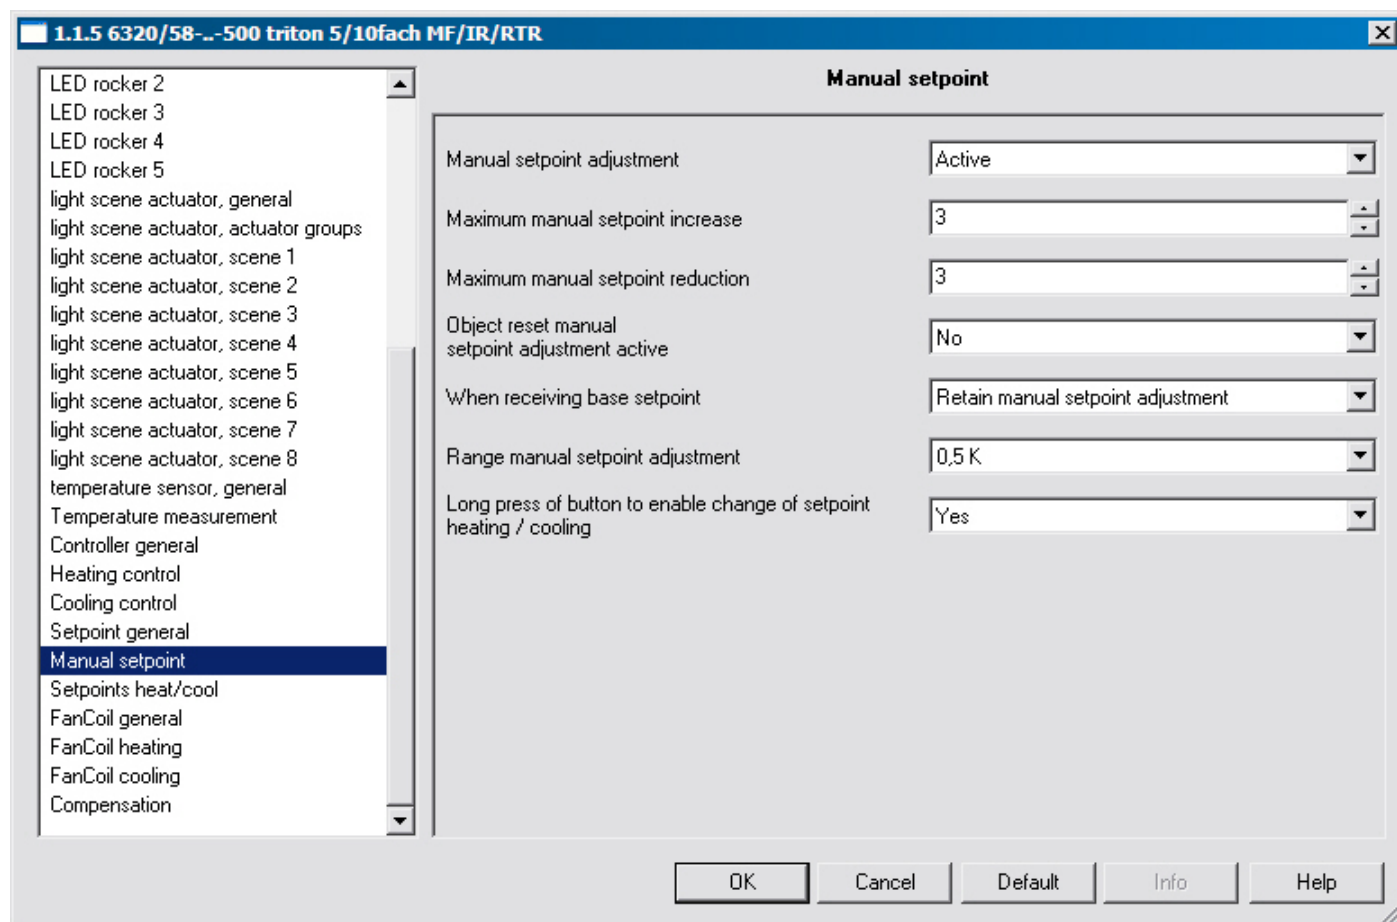 1.1.5 6320/58-..-500 triton 5/10fach MF/IR/RTR
LED rocker 2
LED rocker 3
LED rocker 4
LED rocker 5
light scene actuator, general
light scene actuator, actuator groups
light scene actuator, scene 1
light scene actuator, scene 2
light scene actuator, scene 3
light scene actuator, scene 4
light scene actuator, scene 5
light scene actuator, scene 6
light scene actuator, scene 7
light scene actuator, scene 8
temperature sensor, general
Temperature measurement
Controller general
Heating control
Cooling control
Setpoint general
Manual setpoint
Setpoints heat/cool
FanCoil general
FanCoil heating
FanCoil cooling
Compensation
Manual setpoint
Manual setpoint adjustment
Active
Maximum manual setpoint increase
3
Maximum manual setpoint reduction
3
Object reset manual
setpoint adjustment active
No
When receiving base setpoint
Retain manual setpoint adjustment
Range manual setpoint adjustment
0,5 K
Long press of button to enable change of setpoint
heating / cooling
Yes
OK
Cancel
Default
Info
Help